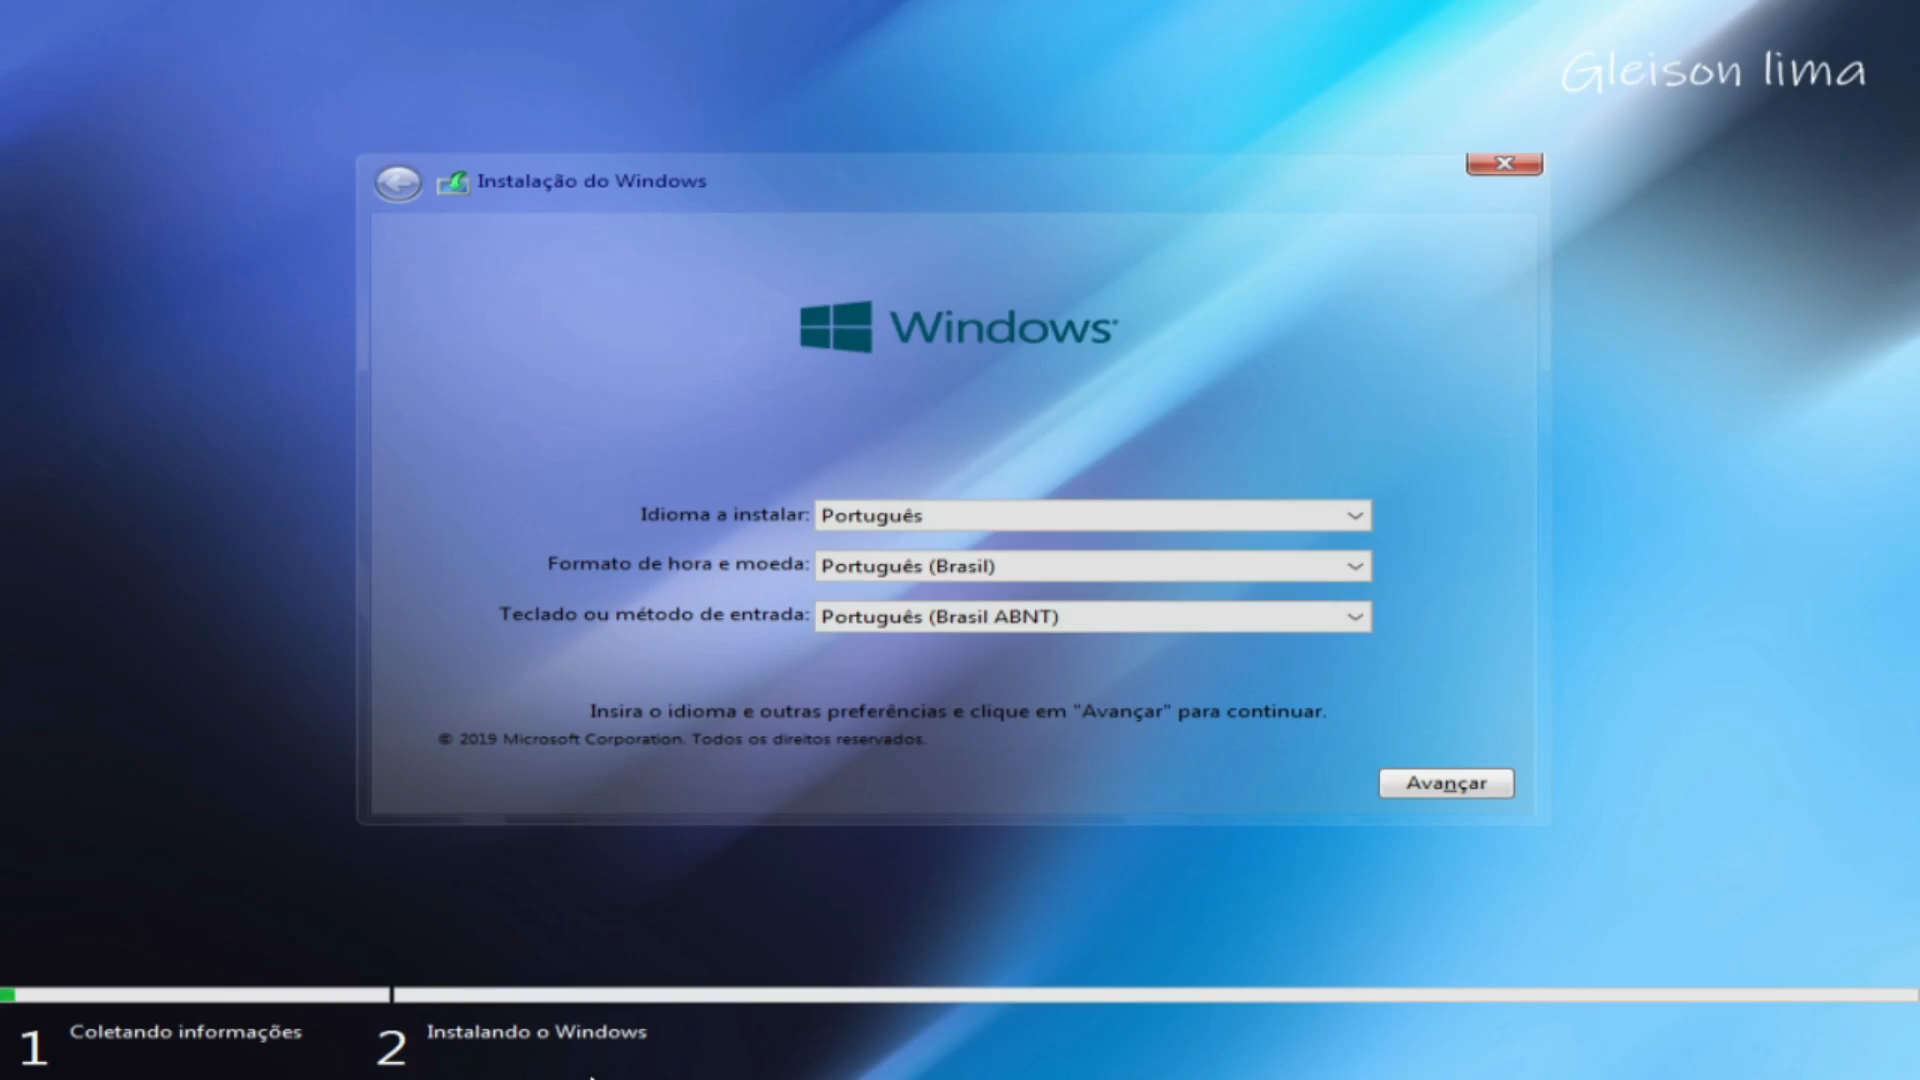 Gleison lima
Instalação do Windows
Windows
Idioma a instalar: Português
Formato de hora e moeda: Português (Brasil)
Teclado ou método de entrada: Português (Brasil ABNT)
Insira o idioma e outras preferências e clique em "Avançar" para continuar.
© 2019 Microsoft Corporation. Todos os direitos reservados.
Avançar
1 Coletando informações
2 Instalando o Windows